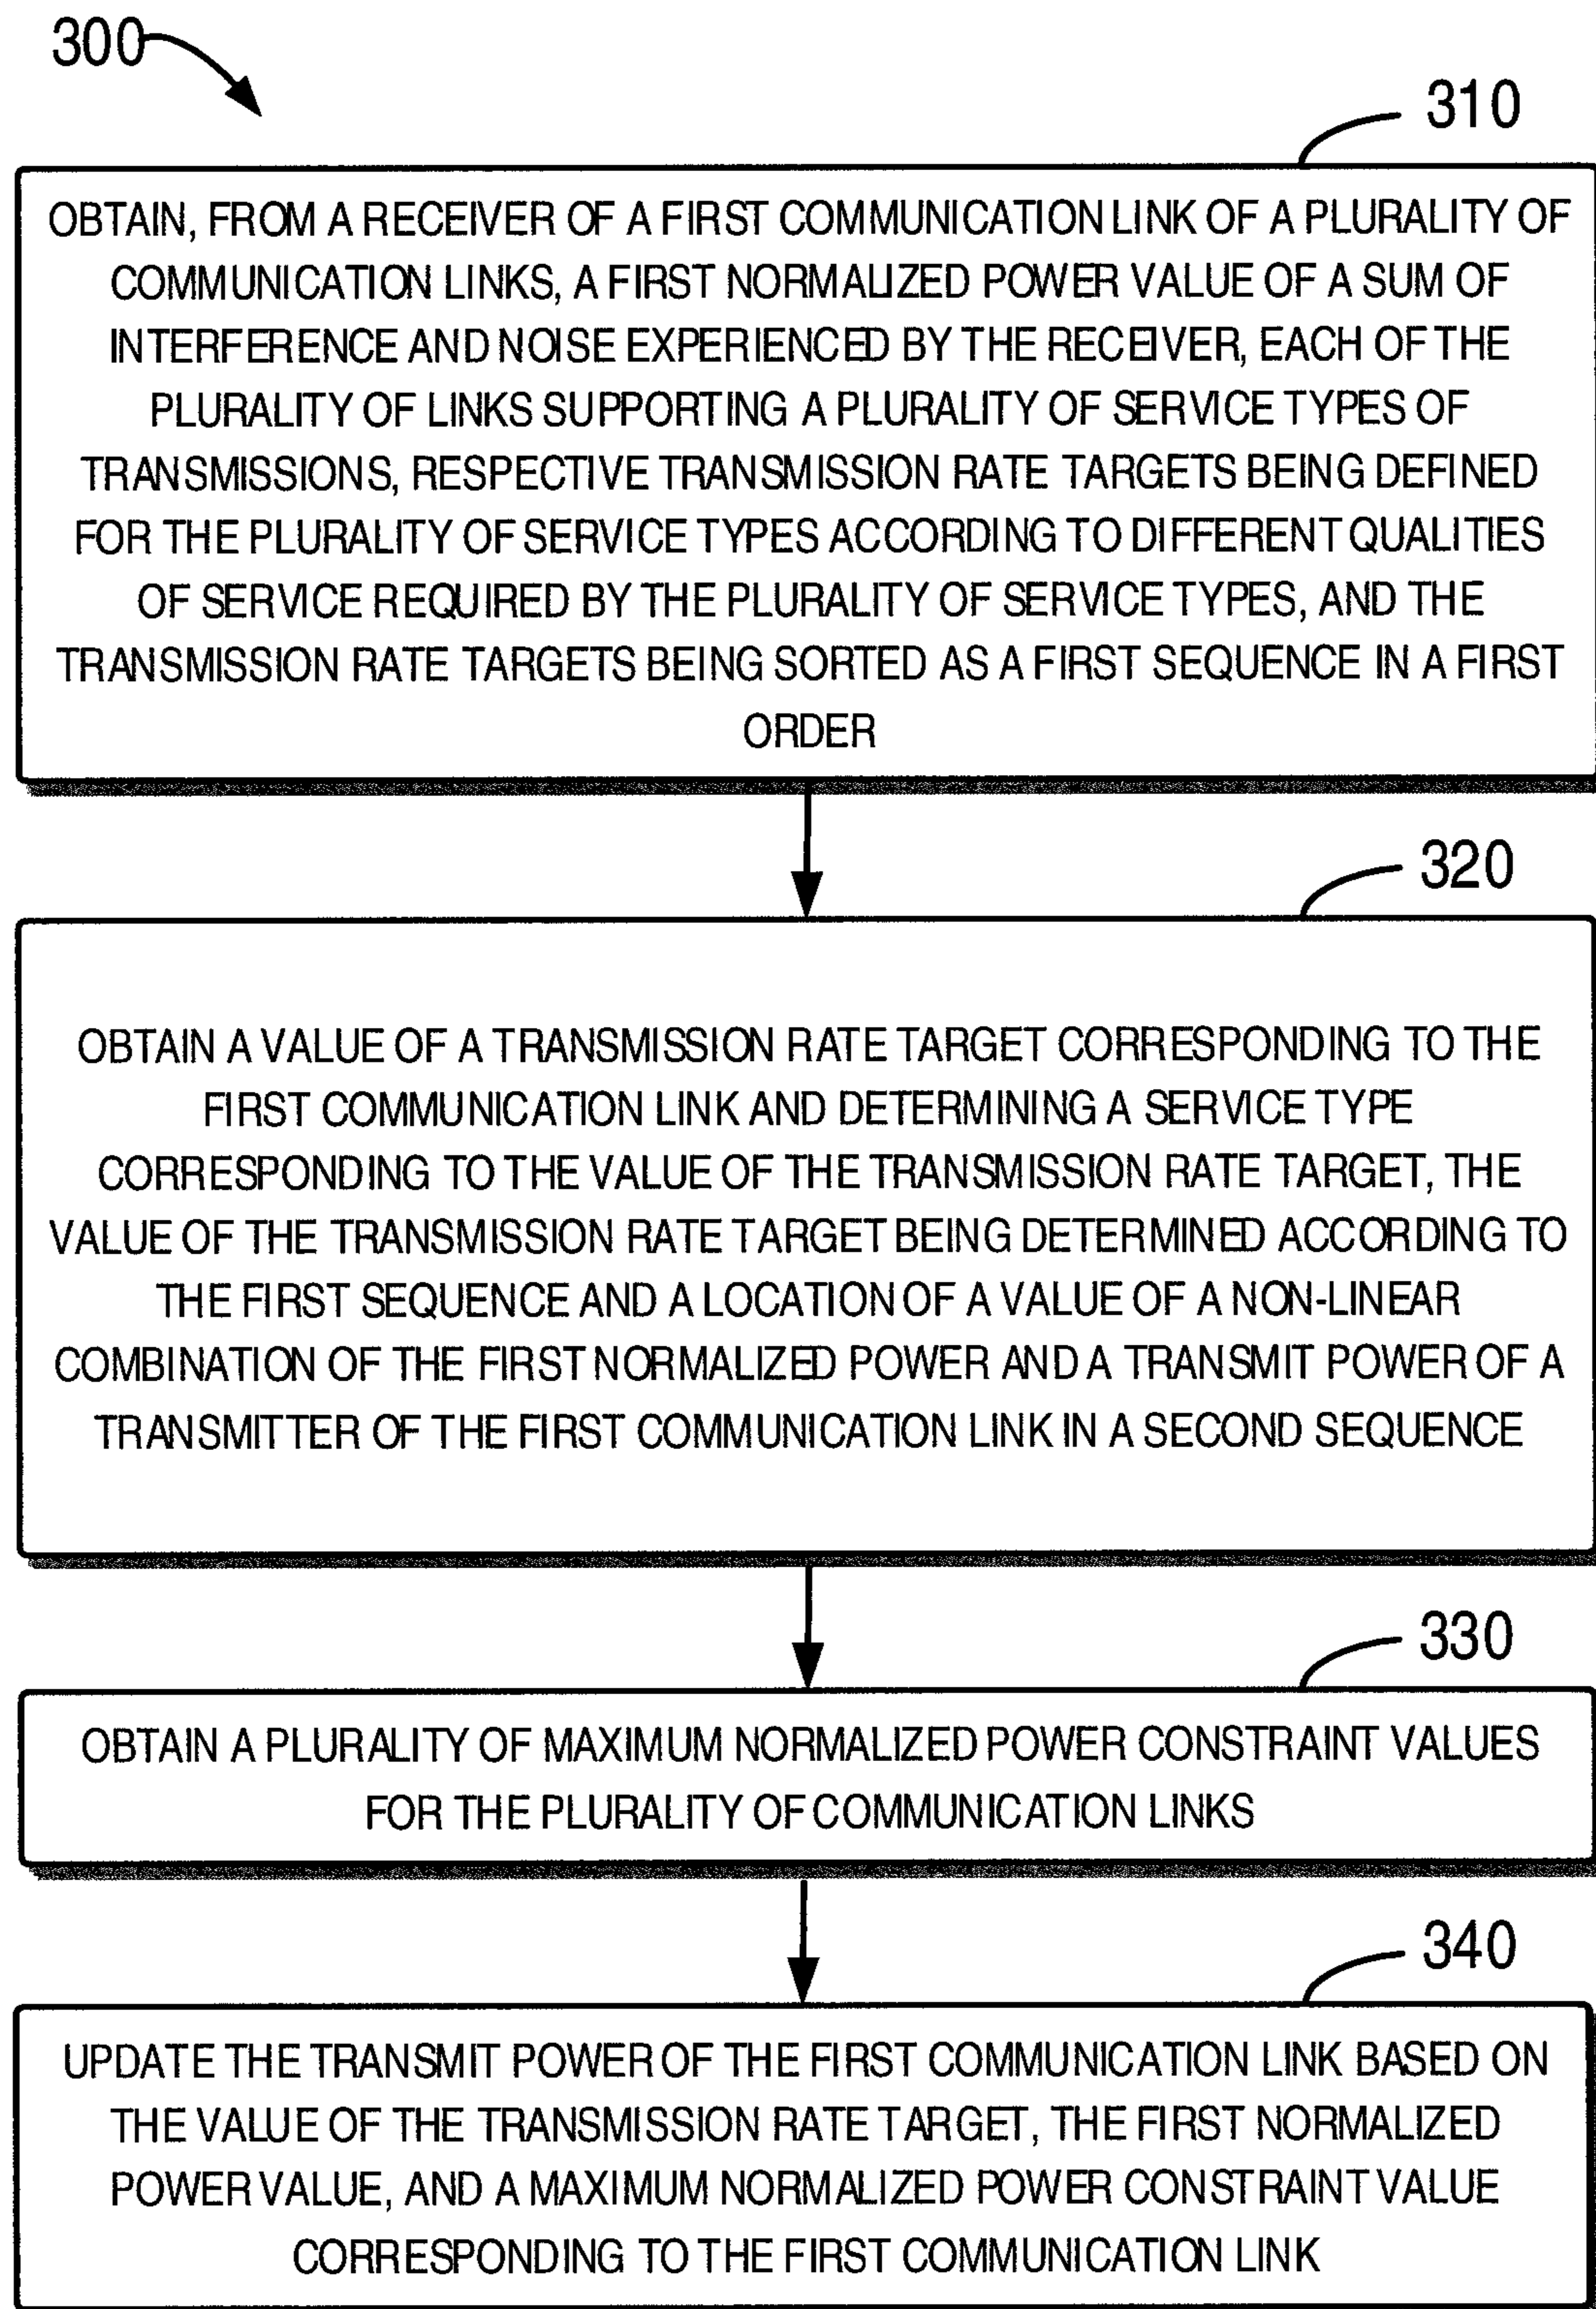 300
310
OBTAIN, FROM A RECEIVER OF A FIRST COMMUNICATION LINK OF A PLURALITY OF
COMMUNICATION LINKS, A FIRST NORMALIZED POWER VALUE OF A SUM OF
INTERFERENCE AND NOISE EXPERIENCED BY THE RECEIVER, EACH OF THE
PLURALITY OF LINKS SUPPORTING A PLURALITY OF SERVICE TYPES OF
TRANSMISSIONS, RESPECTIVE TRANSMISSION RATE TARGETS BEING DEFINED
FOR THE PLURALITY OF SERVICE TYPES ACCORDING TO DIFFERENT QUALITIES
OF SERVICE REQUIRED BY THE PLURALITY OF SERVICE TYPES, AND THE
TRANSMISSION RATE TARGETS BEING SORTED AS A FIRST SEQUENCE IN A FIRST
ORDER
320
OBTAIN A VALUE OF A TRANSMISSION RATE TARGET CORRESPONDING TO THE
FIRST COMMUNICATION LINK AND DETERMINING A SERVICE TYPE
CORRESPONDING TO THE VALUE OF THE TRANSMISSION RATE TARGET, THE
VALUE OF THE TRANSMISSION RATE TARGET BEING DETERMINED ACCORDING TO
THE FIRST SEQUENCE AND A LOCATION OF A VALUE OF A NON-LINEAR
COMBINATION OF THE FIRST NORMALIZED POWER AND A TRANSMIT POWER OF A
TRANSMITTER OF THE FIRST COMMUNICATION LINK IN A SECOND SEQUENCE
330
OBTAIN A PLURALITY OF MAXIMUM NORMALIZED POWER CONSTRAINT VALUES
FOR THE PLURALITY OF COMMUNICATION LINKS
340
UPDATE THE TRANSMIT POWER OF THE FIRST COMMUNICATION LINK BASED ON
THE VALUE OF THE TRANSMISSION RATE TARGET, THE FIRST NORMALIZED
POWER VALUE, AND A MAXIMUM NORMALIZED POWER CONSTRAINT VALUE
CORRESPONDING TO THE FIRST COMMUNICATION LINK